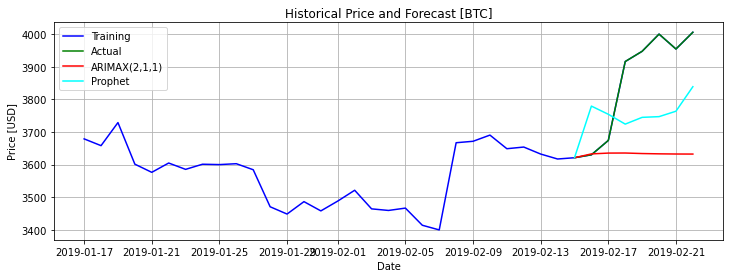 Historical Price and Forecast [BTC]
Training
Actual
ARIMAX(2,1,1)
Prophet
Price [USD]
4000
3900
3800
3700
3600
3500
3400
2019-01-17 2019-01-21 2019-01-25 2019-01-29 2019-02-01 2019-02-05 2019-02-09 2019-02-13 2019-02-17 2019-02-21
Date